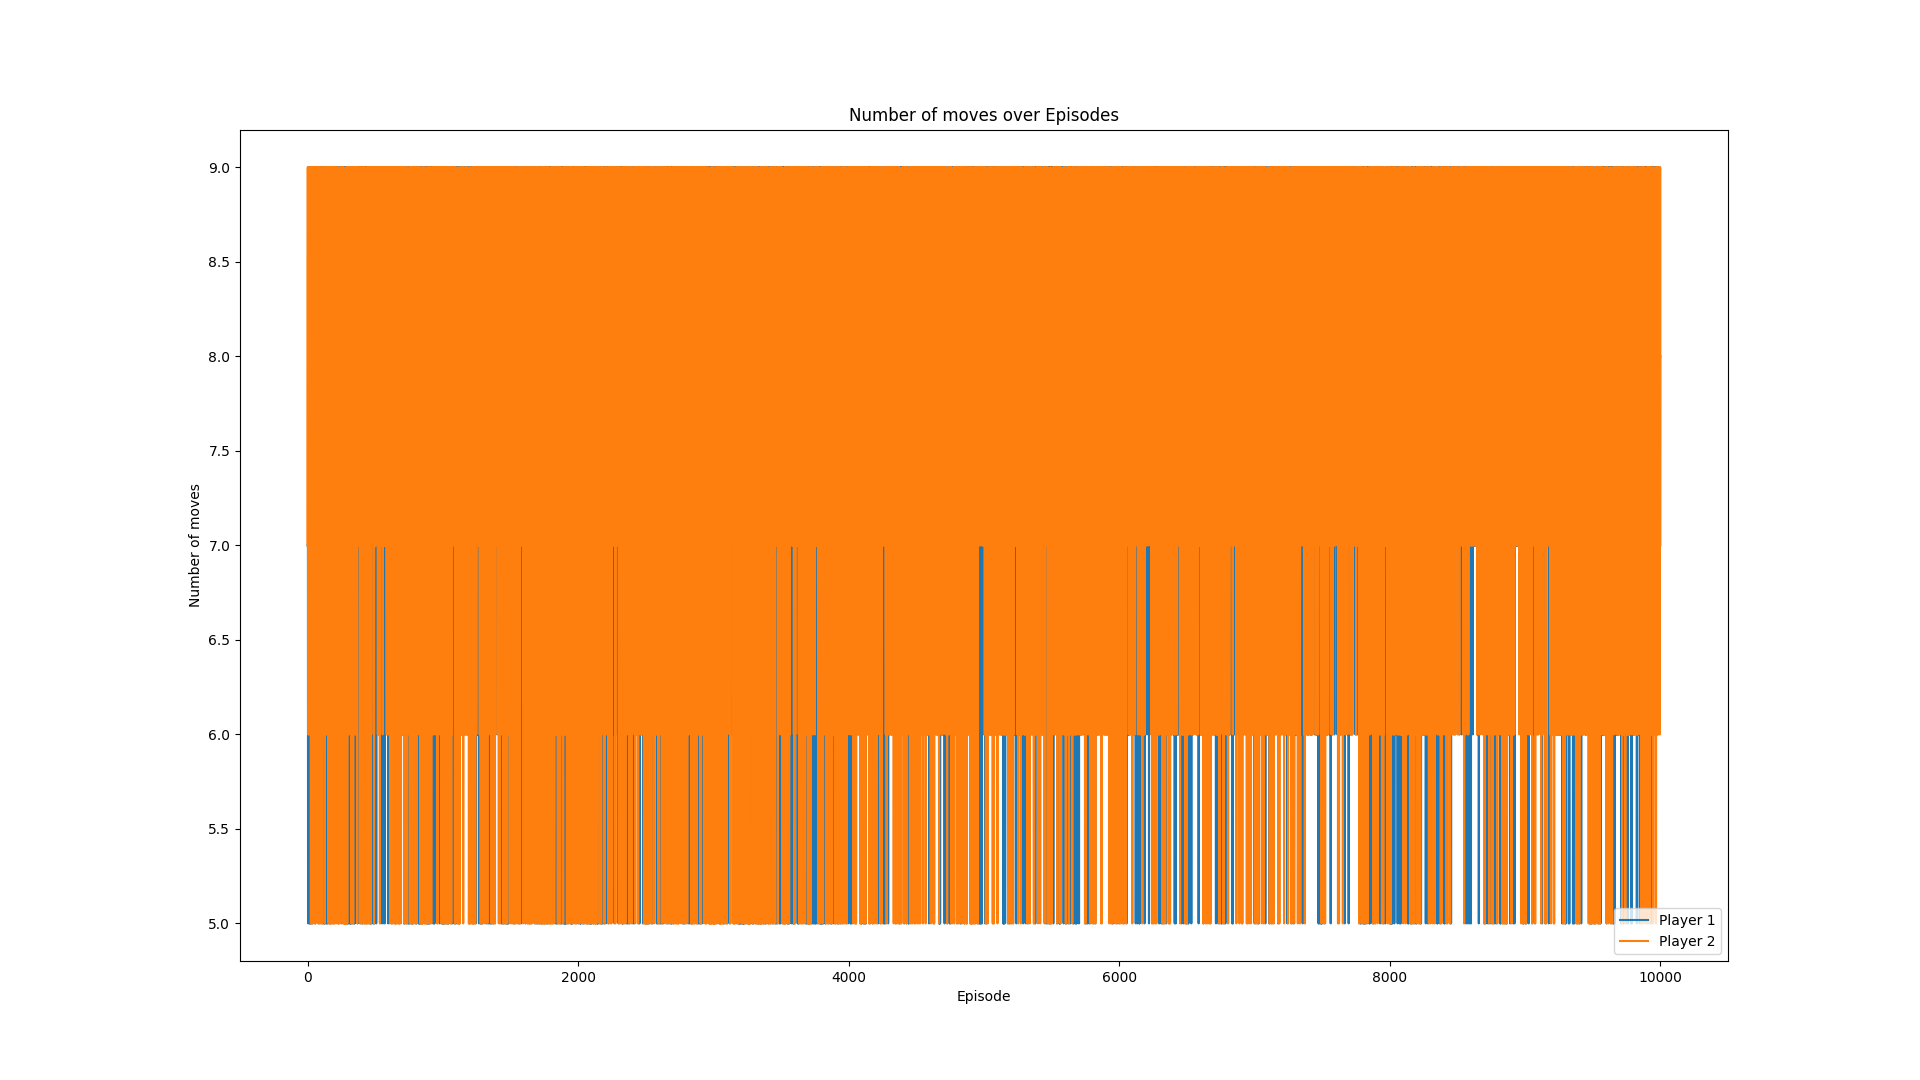 Number of moves over Episodes
9.0
8.5
8.0
7.5
7.0
6.5
6.0
5.5
5.0
Number of moves
0 2000 4000 6000 8000 10000
Episode
Player 1
Player 2